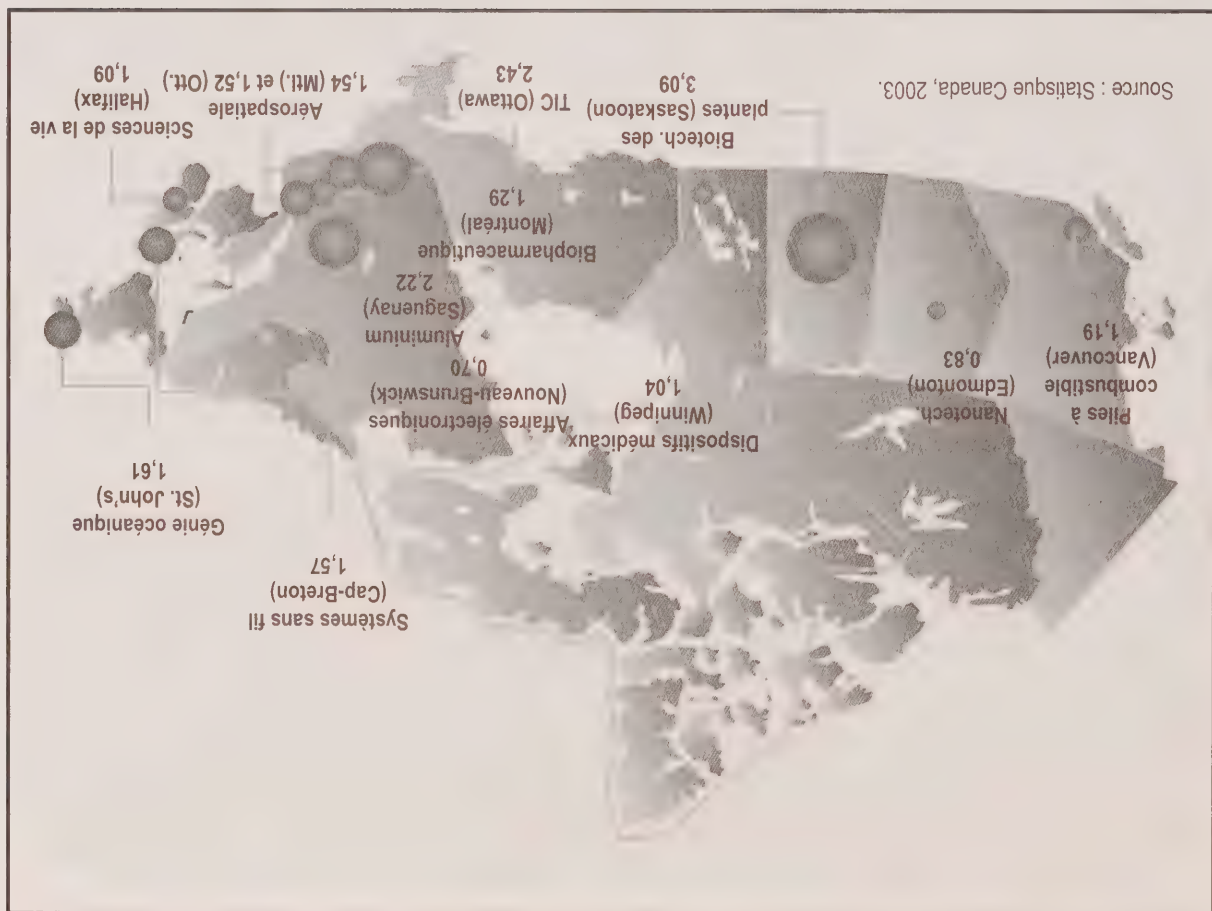 Systèmes sans fil
(Cap-Breton)
1,57
Génie océanique
(St. John's)
1,61
Piles à
combustible
(Vancouver)
1,19
Nanotech.
(Edmonton)
0,83
Dispositifs médicaux
(Winnipeg)
1,04
Affaires électroniques
(Nouveau-Brunswick)
0,70
Aluminium
(Saguenay)
2,22
Biopharmaceutique
(Montréal)
1,29
Biotech. des
plantes (Saskatoon)
3,09
TIC (Ottawa)
2,43
Aérospatiale
1,54 (Mtl.) et 1,52 (Ott.)
Sciences de la vie
(Halifax)
1,09
Source : Statisque Canada, 2003.